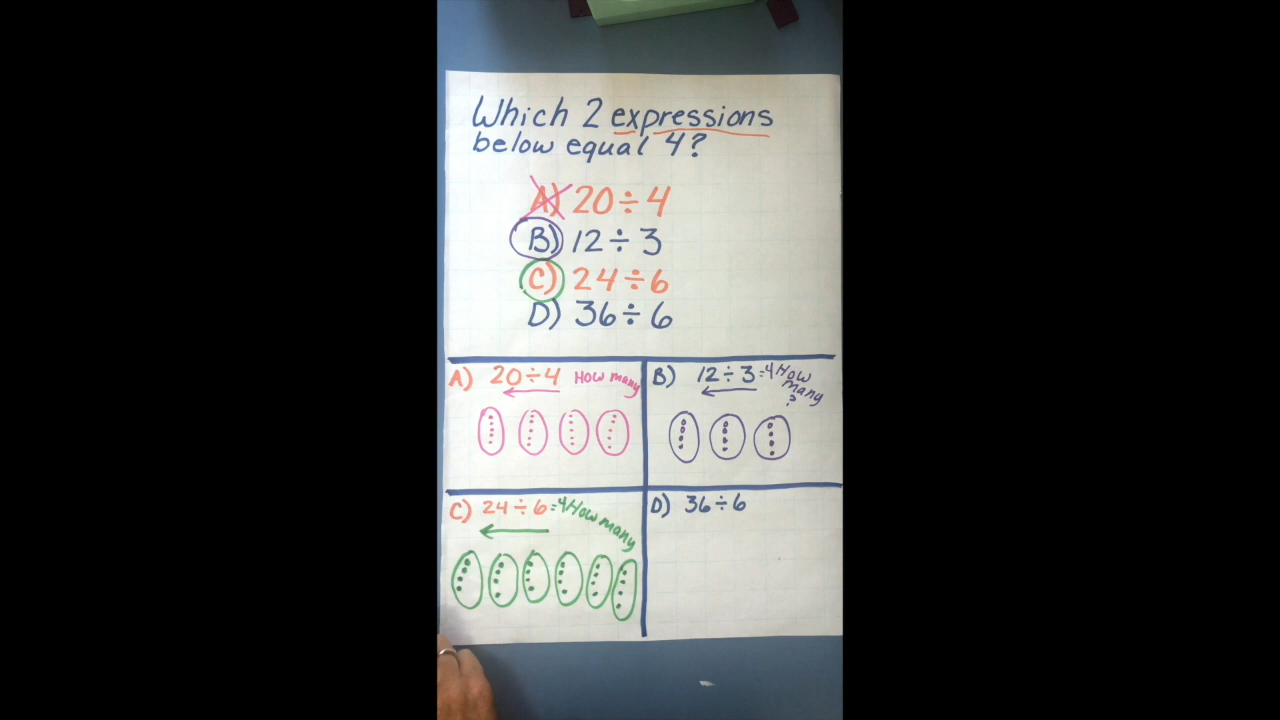 Which 2 expressions
below equal 4?
A) 20 ÷ 4
B) 12 ÷ 3
C) 24 ÷ 6
D) 36 ÷ 6
A) 20 ÷ 4 How many
B) 12 ÷ 3 = 4 How
many
?
C) 24 ÷ 6 = 4 How many
D) 36 ÷ 6